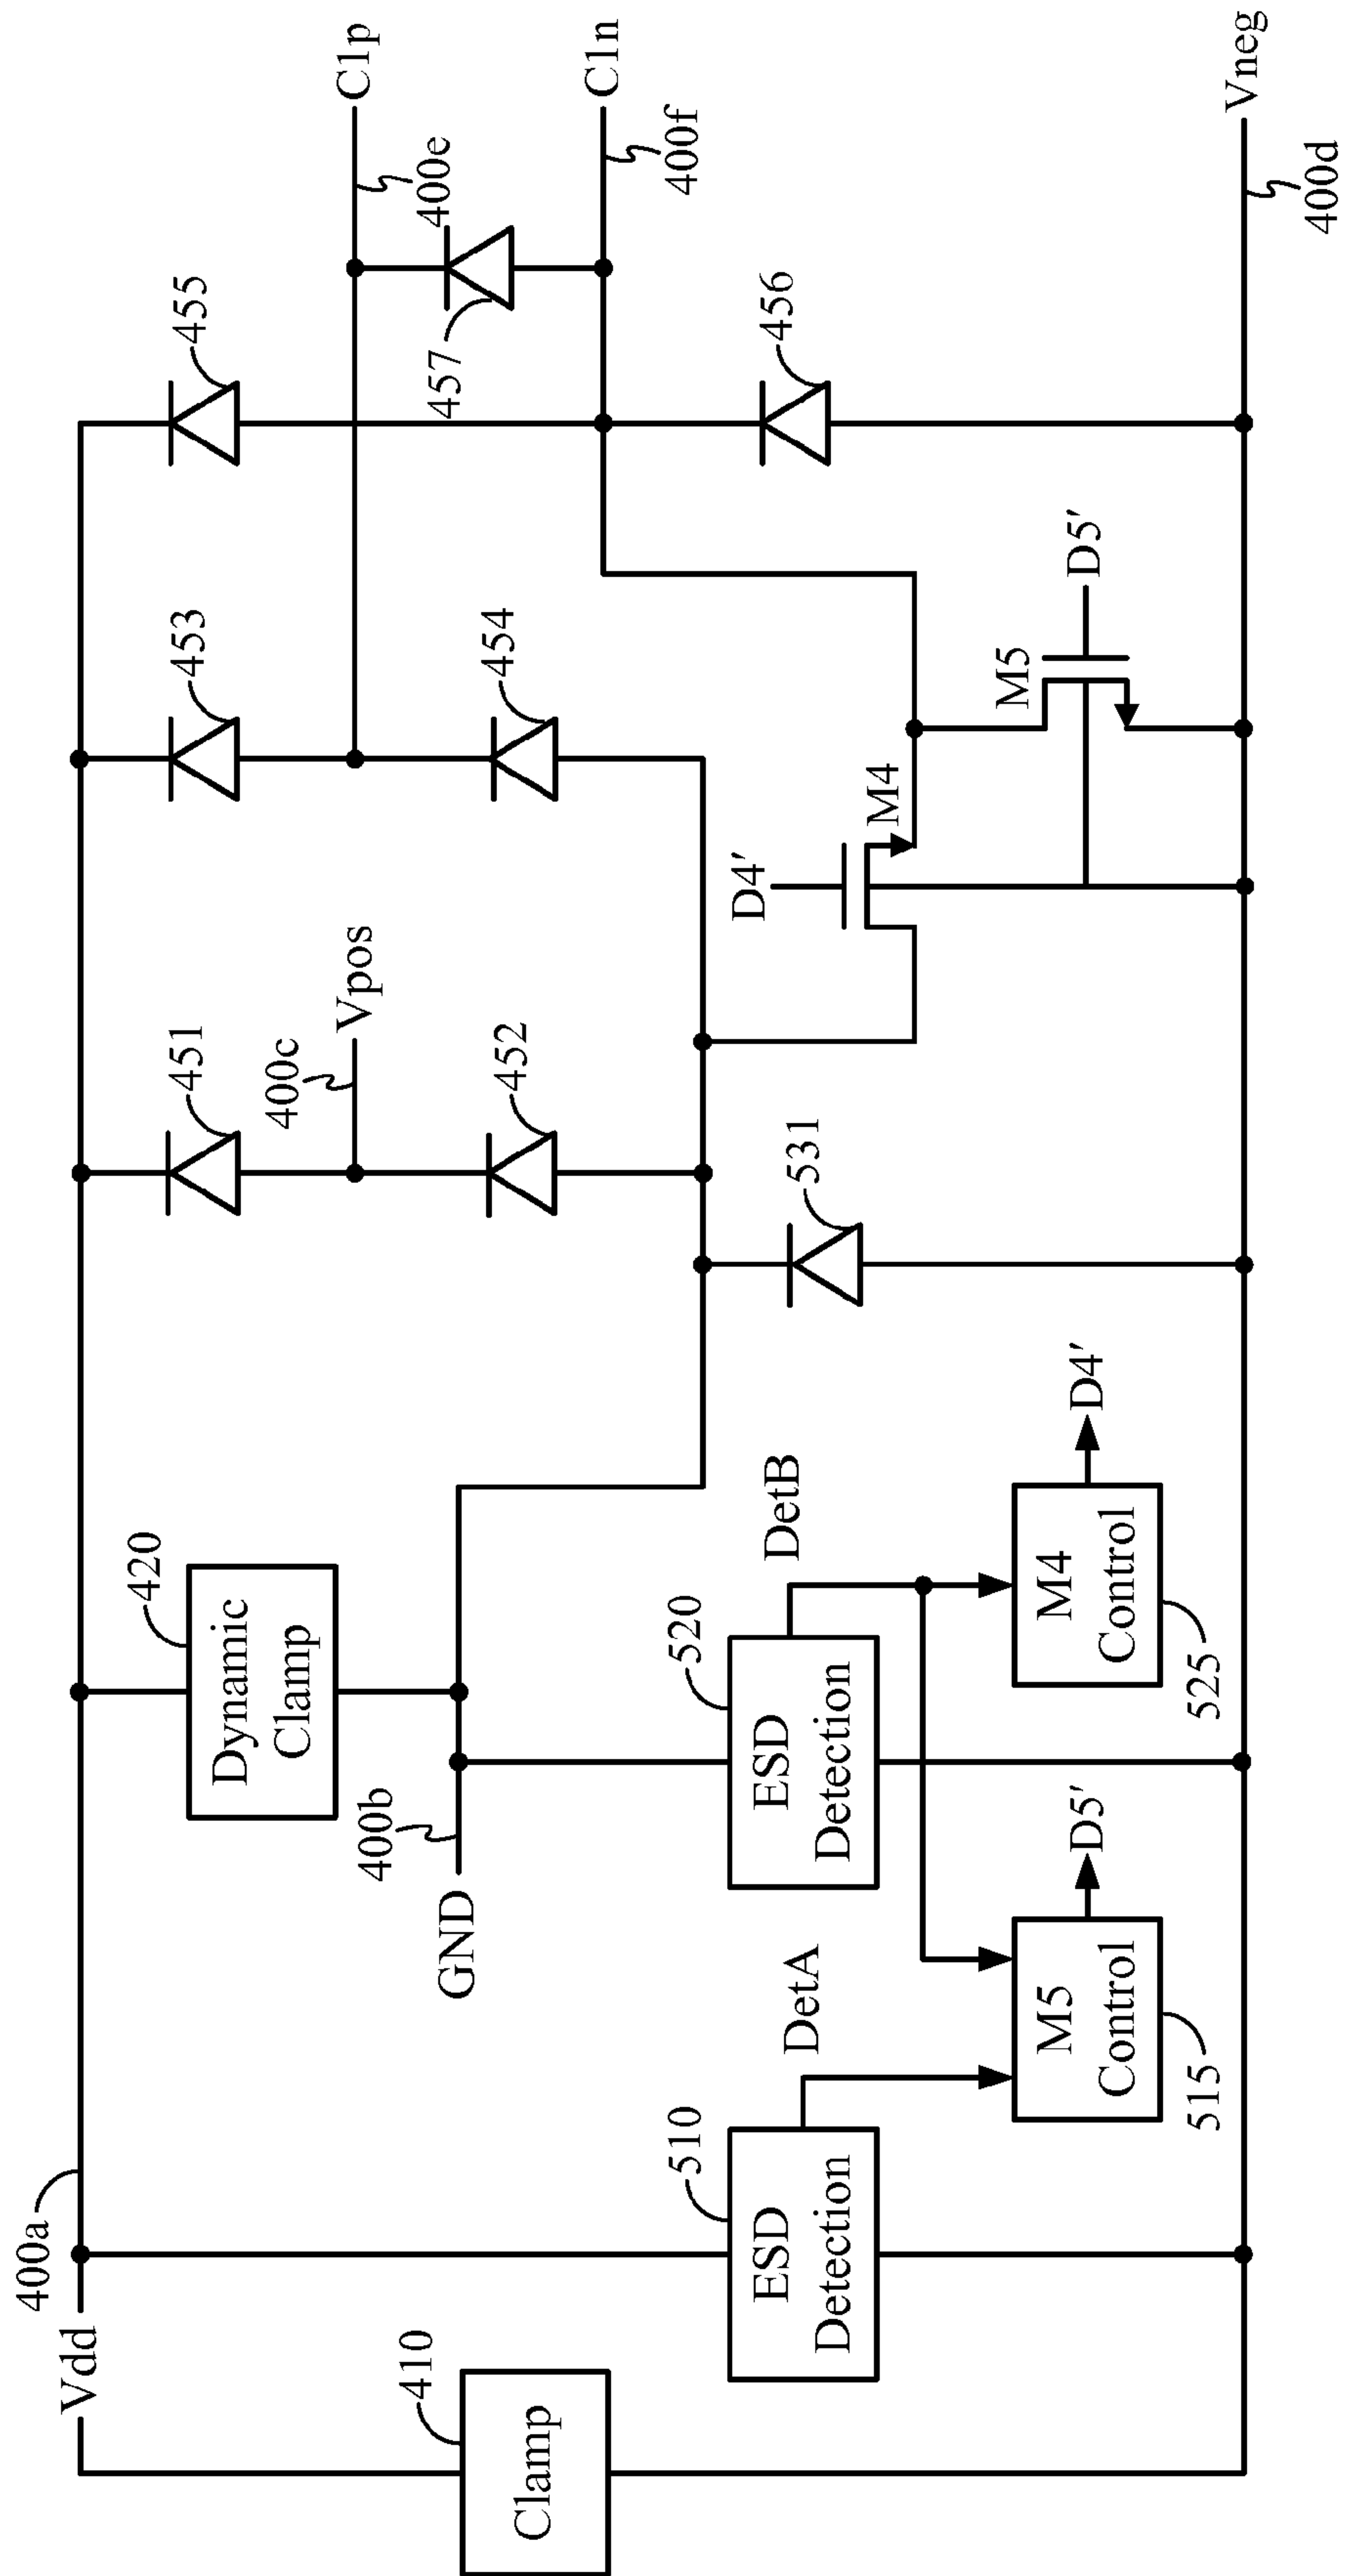 400a
Vdd
410
Clamp
510
ESD
Detection
DetA
M5
Control
515
D5'
GND
400b
420
Dynamic
Clamp
520
ESD
Detection
DetB
M4
Control
525
D4'
451
400c
Vpos
452
531
453
454
D4'
M4
M5
D5'
455
457
456
400e
C1p
C1n
400f
Vneg
400d